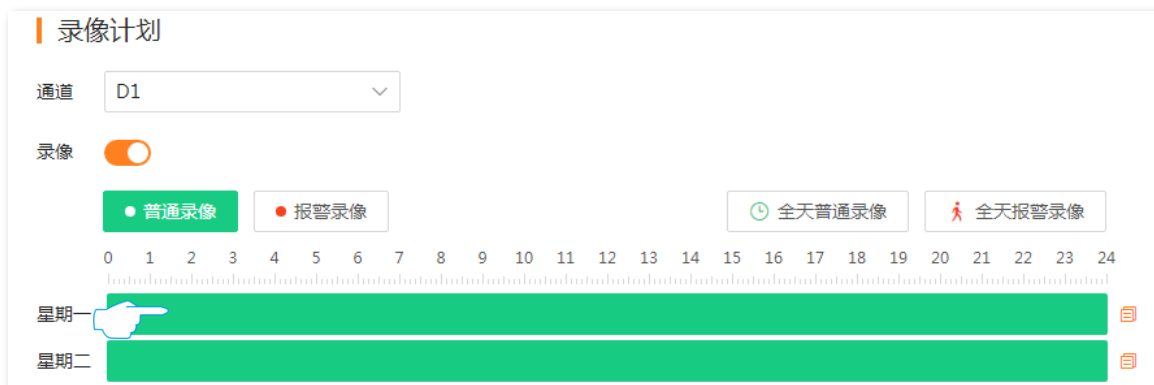 录像计划
通道 D1
录像
普通录像 报警录像 全天普通录像 全天报警录像
0 1 2 3 4 5 6 7 8 9 10 11 12 13 14 15 16 17 18 19 20 21 22 23 24
星期一
星期二